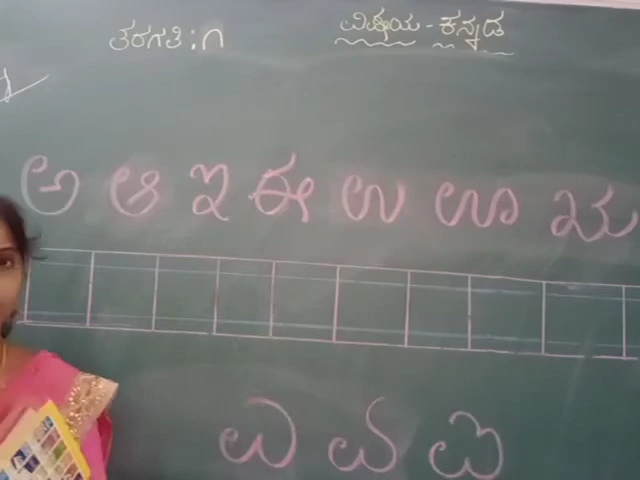 ತರಗತಿ : ೧ ವಿಷಯ - ಕನ್ನಡ
ಅ ಆ ಇ ಈ ಉ ಊ ಋ
ಎ ಏ ಐ